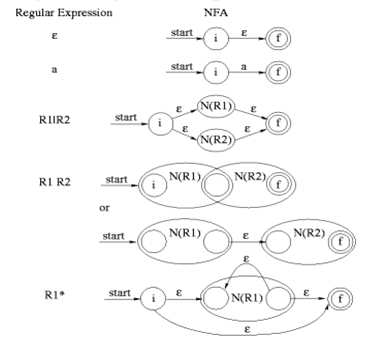 Regular Expression NFA
ε start i ε f
a start i a f
ε N(R1) ε
R1|R2 start i f
ε N(R2) ε
R1 R2 start i N(R1) N(R2) f
or
start N(R1) ε N(R2) f
ε
R1* start i ε N(R1) ε f
ε